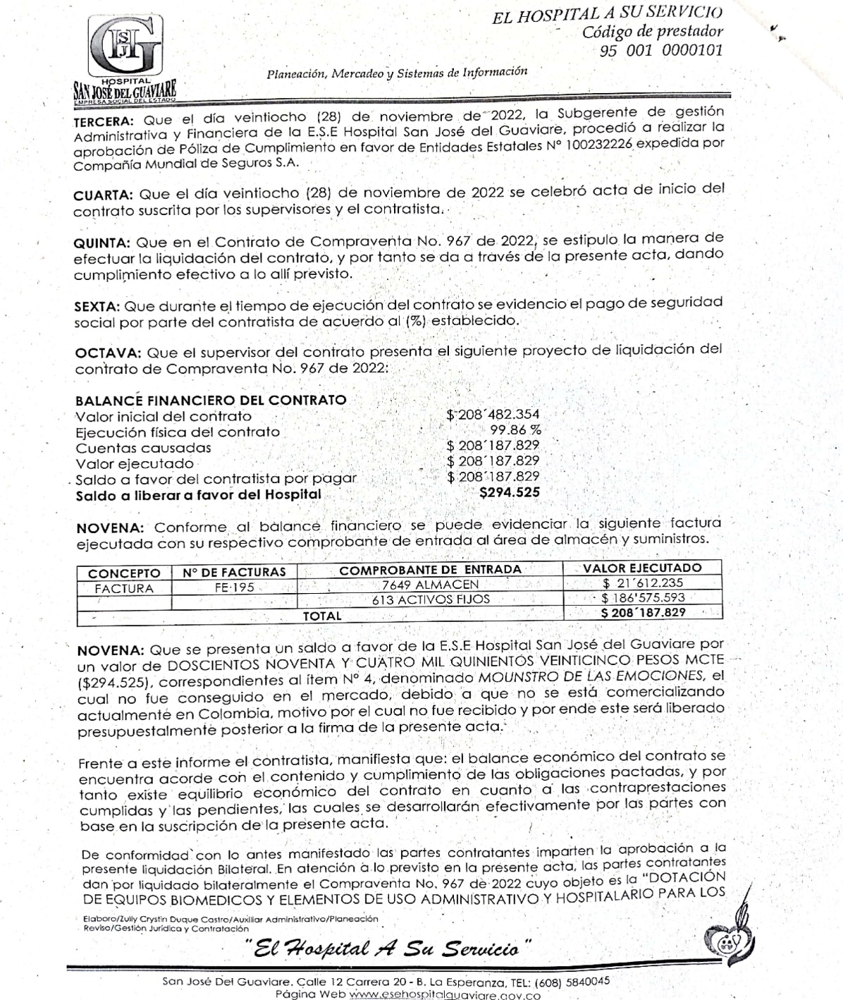 EL HOSPITAL A SU SERVICIO
Código de prestador
95 001 0000101
Planeación, Mercadeo y Sistemas de Información
HSJG
HOSPITAL
SAN JOSÉ DEL GUAVIARE
EMPRESA SOCIAL DEL ESTADO
TERCERA: Que el día veintiocho (28) de noviembre de 2022, la Subgerente de gestión
Administrativa y Financiera de la E.S.E Hospital San José del Guaviare, procedió a realizar la
aprobación de Póliza de Cumplimiento en favor de Entidades Estatales N° 100232226 expedida por
Compañía Mundial de Seguros S.A.
CUARTA: Que el día veintiocho (28) de noviembre de 2022 se celebró acta de inicio del
contrato suscrita por los supervisores y el contratista.
QUINTA: Que en el Contrato de Compraventa No. 967 de 2022, se estipulo la manera de
efectuar la liquidación del contrato, y por tanto se da a través de la presente acta, dando
cumplimiento efectivo a lo allí previsto.
SEXTA: Que durante el tiempo de ejecución del contrato se evidencio el pago de seguridad
social por parte del contratista de acuerdo al (%) establecido.
OCTAVA: Que el supervisor del contrato presenta el siguiente proyecto de liquidación del
contrato de Compraventa No. 967 de 2022:
BALANCE FINANCIERO DEL CONTRATO
Valor inicial del contrato $ 208´482.354
Ejecución física del contrato 99.86 %
Cuentas causadas $ 208´187.829
Valor ejecutado $ 208´187.829
Saldo a favor del contratista por pagar $ 208´187.829
Saldo a liberar a favor del Hospital $294.525
NOVENA: Conforme al balance financiero se puede evidenciar la siguiente factura
ejecutada con su respectivo comprobante de entrada al área de almacén y suministros.
CONCEPTO N° DE FACTURAS COMPROBANTE DE ENTRADA VALOR EJECUTADO
FACTURA FE-195 7649 ALMACEN $ 21´612.235
613 ACTIVOS FIJOS $ 186'575.593
TOTAL $ 208´187.829
NOVENA: Que se presenta un saldo a favor de la E.S.E Hospital San José del Guaviare por
un valor de DOSCIENTOS NOVENTA Y CUATRO MIL QUINIENTOS VEINTICINCO PESOS MCTE
($294.525), correspondientes al ítem N° 4, denominado MOUNSTRO DE LAS EMOCIONES, el
cual no fue conseguido en el mercado, debido a que no se está comercializando
actualmente en Colombia, motivo por el cual no fue recibido y por ende este será liberado
presupuestalmente posterior a la firma de la presente acta.
Frente a este informe el contratista, manifiesta que: el balance económico del contrato se
encuentra acorde con el contenido y cumplimiento de las obligaciones pactadas, y por
tanto existe equilibrio económico del contrato en cuanto a las contraprestaciones
cumplidas y las pendientes, las cuales se desarrollarán efectivamente por las partes con
base en la suscripción de la presente acta.
De conformidad con lo antes manifestado las partes contratantes imparten la aprobación a la
presente liquidación Bilateral. En atención a lo previsto en la presente acta, las partes contratantes
dan por liquidado bilateralmente el Compraventa No. 967 de 2022 cuyo objeto es la "DOTACIÓN
DE EQUIPOS BIOMEDICOS Y ELEMENTOS DE USO ADMINISTRATIVO Y HOSPITALARIO PARA LOS
Elaboro/Zully Crystin Duque Castro/Auxiliar Administrativo/Planeación
Reviso/Gestión Jurídica y Contratación
"El Hospital A Su Servicio"
San José Del Guaviare. Calle 12 Carrera 20 - B. La Esperanza, TEL: (608) 5840045
Página Web www.esehospitalguaviare.gov.co